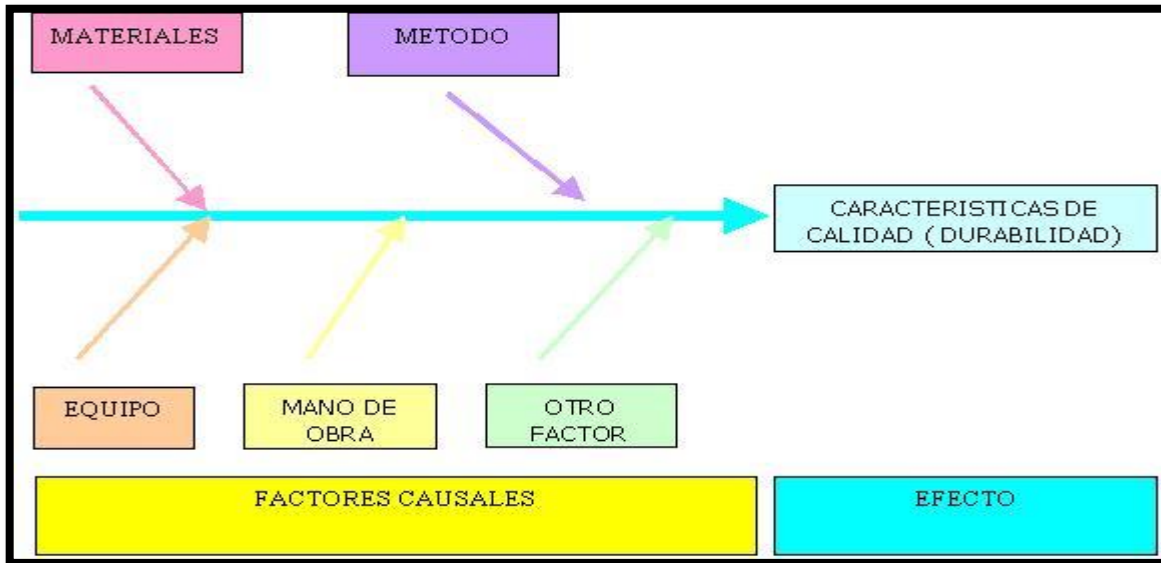 MATERIALES
METODO
CARACTERISTICAS DE
CALIDAD ( DURABILIDAD)
EQUIPO
MANO DE
OBRA
OTRO
FACTOR
FACTORES CAUSALES
EFECTO